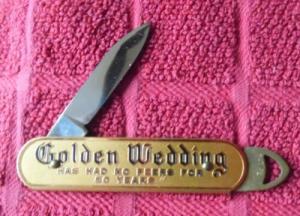 Golden Wedding
"HAS HAD NO PEERS FOR
50 YEARS"